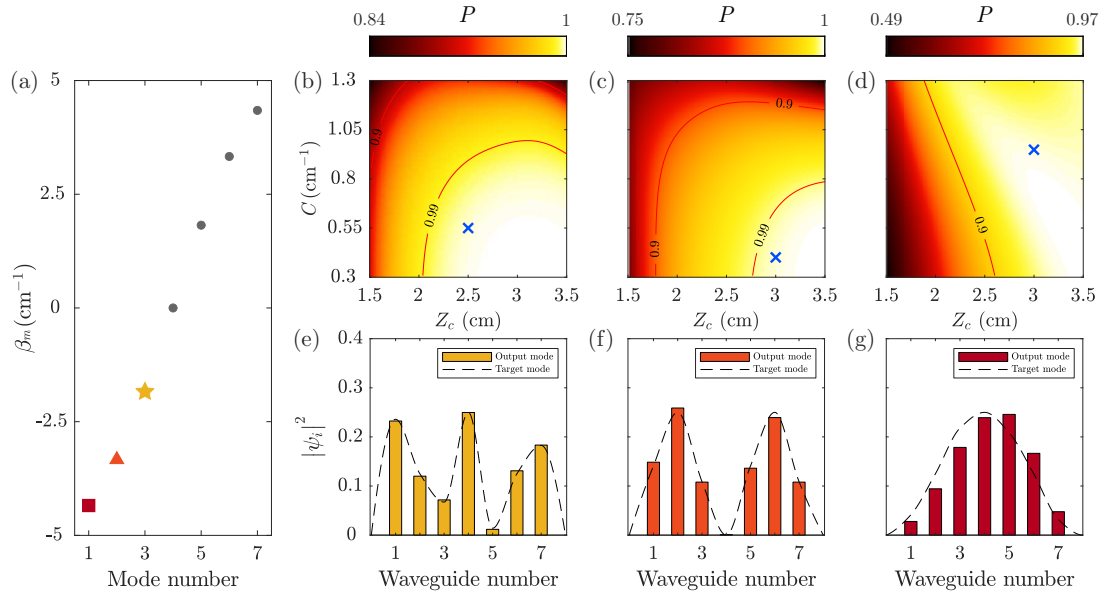 (a)
β_m (cm⁻¹)
5
2.5
0
-2.5
-5
1 3 5 7
Mode number
0.84 P 1
(b)
C (cm⁻¹)
1.3
1.05
0.8
0.55
0.3
0.9
0.99
1.5 2 2.5 3 3.5
Z_c (cm)
0.75 P 1
(c)
0.9
0.9
0.99
1.5 2 2.5 3 3.5
Z_c (cm)
0.49 P 0.97
(d)
0.9
1.5 2 2.5 3 3.5
Z_c (cm)
(e)
|ψ_i|²
0.4
0.3
0.2
0.1
0
Output mode
Target mode
1 3 5 7
Waveguide number
(f)
Output mode
Target mode
1 3 5 7
Waveguide number
(g)
Output mode
Target mode
1 3 5 7
Waveguide number